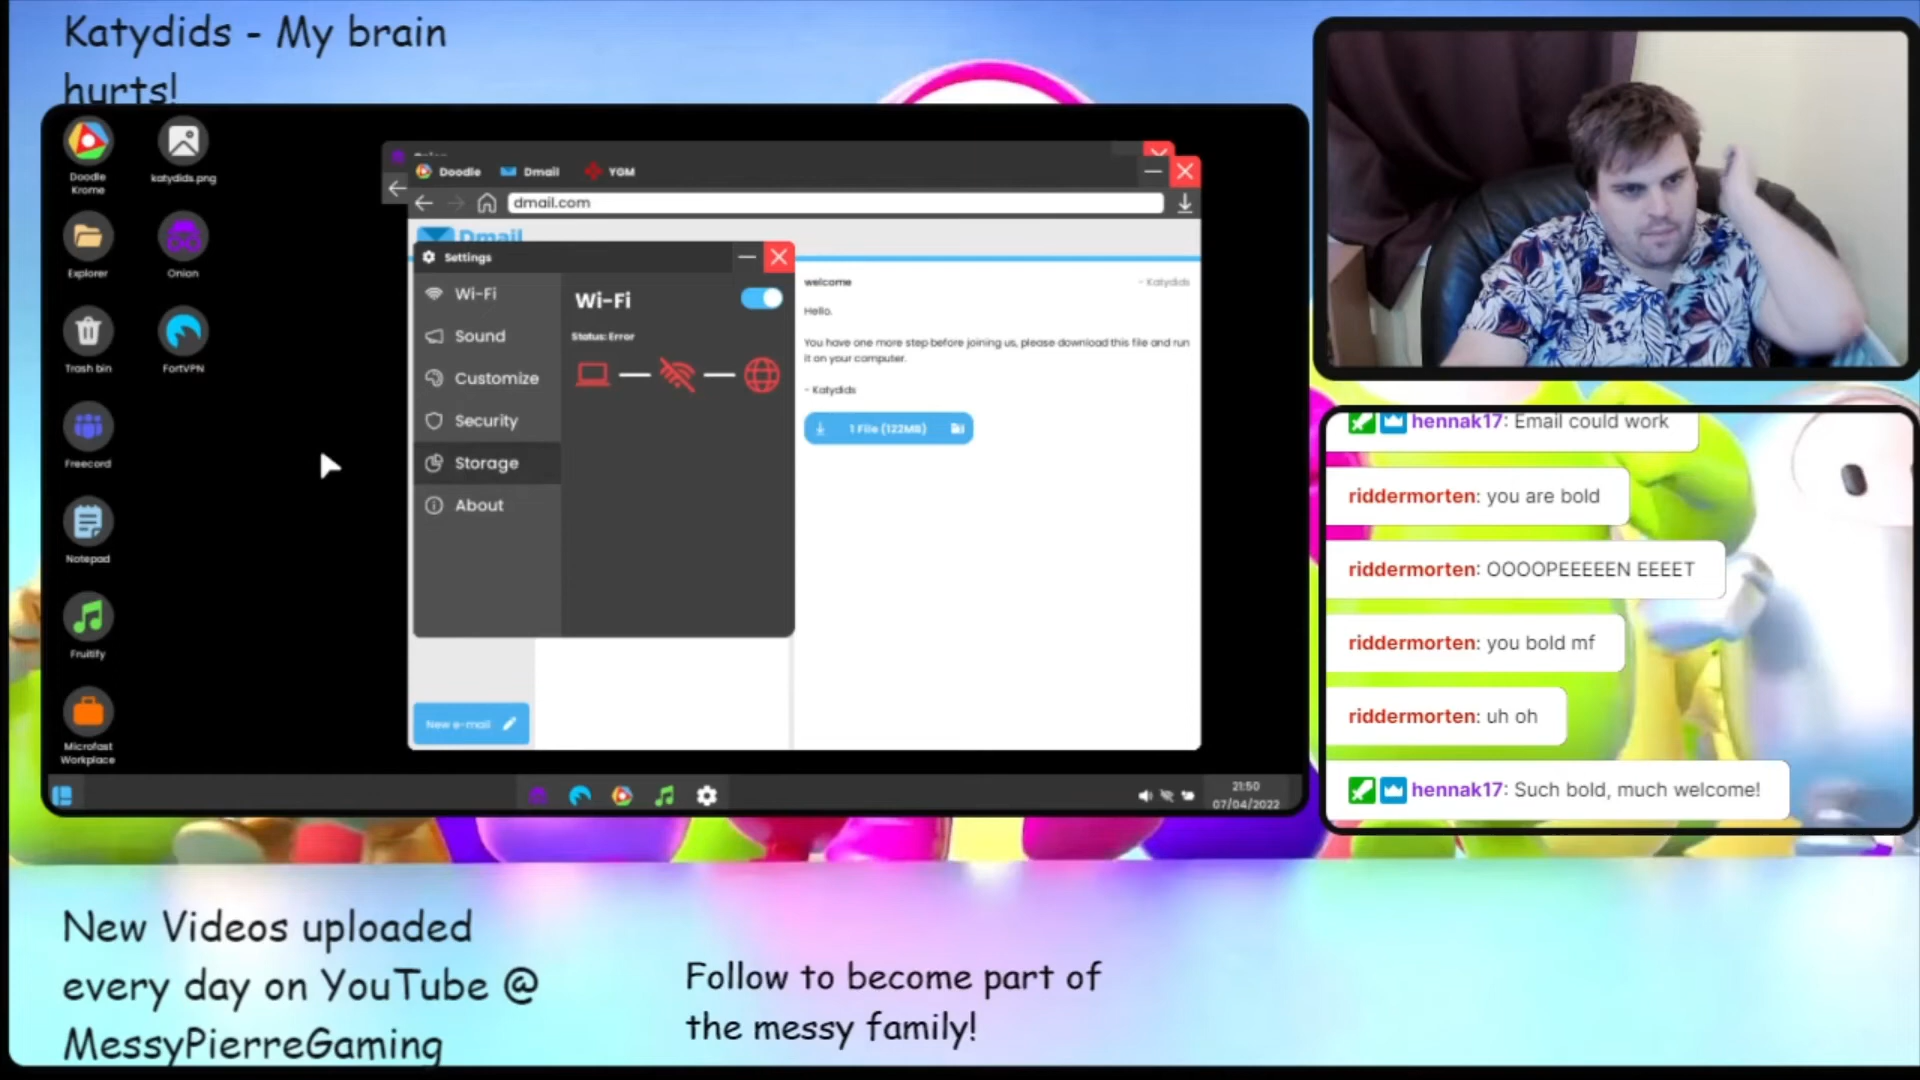 Katydids - My brain
hurts!
Doodle
Krome
katydids.png
Explorer
Onion
Trash bin
FortVPN
Freecord
Notepad
Fruitify
Microfast
Workplace
Doodle
Dmail
YGM
dmail.com
Dmail
Settings
Wi-Fi
Sound
Customize
Security
Storage
About
Wi-Fi
Status: Error
welcome
- Katydids
Hello.
You have one more step before joining us, please download this file and run
it on your computer.
- Katydids
1 File (122MB)
New e-mail
21:50
07/04/2022
hennak17: Email could work
riddermorten: you are bold
riddermorten: OOOOPEEEEEN EEEET
riddermorten: you bold mf
riddermorten: uh oh
hennak17: Such bold, much welcome!
New Videos uploaded
every day on YouTube @
MessyPierreGaming
Follow to become part of
the messy family!